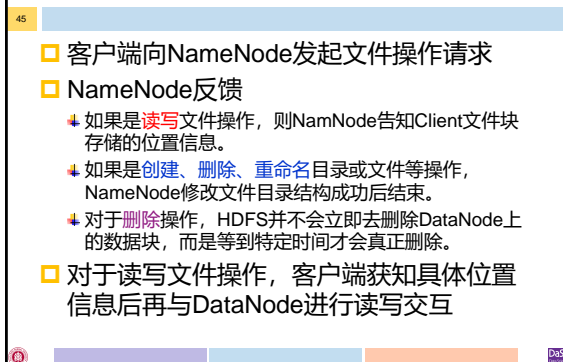 45
客户端向NameNode发起文件操作请求
NameNode反馈
如果是读写文件操作，则NamNode告知Client文件块
存储的位置信息。
如果是创建、删除、重命名目录或文件等操作，
NameNode修改文件目录结构成功后结束。
对于删除操作，HDFS并不会立即去删除DataNode上
的数据块，而是等到特定时间才会真正删除。
对于读写文件操作，客户端获知具体位置
信息后再与DataNode进行读写交互